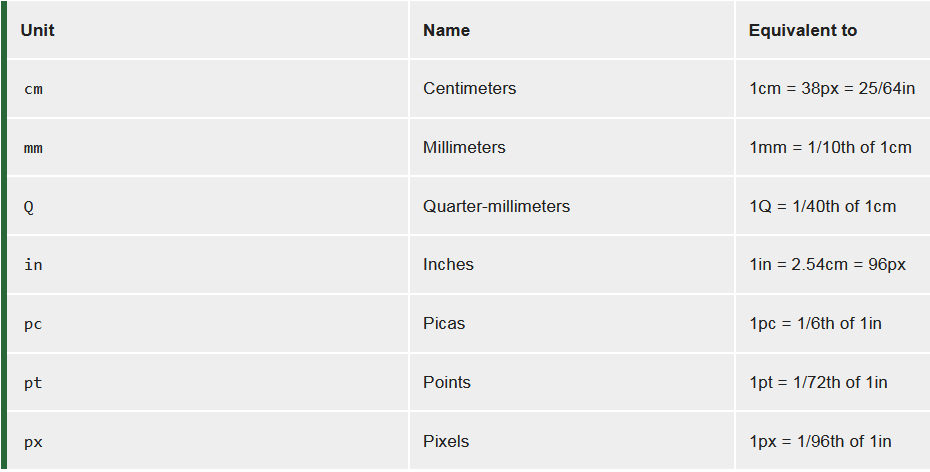 Unit Name Equivalent to
cm Centimeters 1cm = 38px = 25/64in
mm Millimeters 1mm = 1/10th of 1cm
Q Quarter-millimeters 1Q = 1/40th of 1cm
in Inches 1in = 2.54cm = 96px
pc Picas 1pc = 1/6th of 1in
pt Points 1pt = 1/72th of 1in
px Pixels 1px = 1/96th of 1in